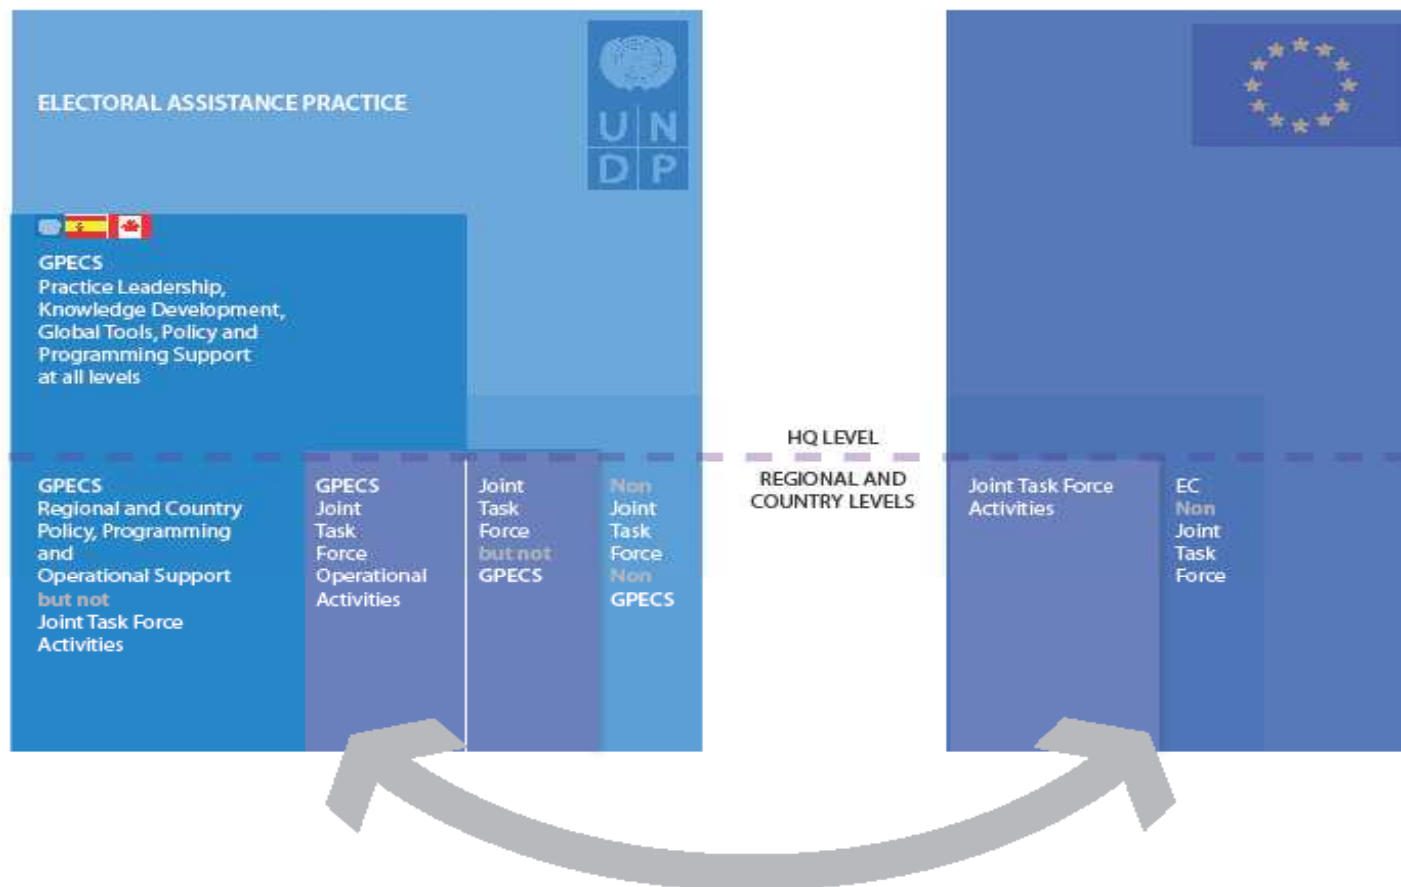 ELECTORAL ASSISTANCE PRACTICE
U N
D P
GPECS
Practice Leadership,
Knowledge Development,
Global Tools, Policy and
Programming Support
at all levels
HQ LEVEL
REGIONAL AND
COUNTRY LEVELS
GPECS
Regional and Country
Policy, Programming
and
Operational Support
but not
Joint Task Force
Activities
GPECS
Joint
Task
Force
Operational
Activities
Joint
Task
Force
but not
GPECS
Non
Joint
Task
Force
Non
GPECS
Joint Task Force
Activities
EC
Non
Joint
Task
Force